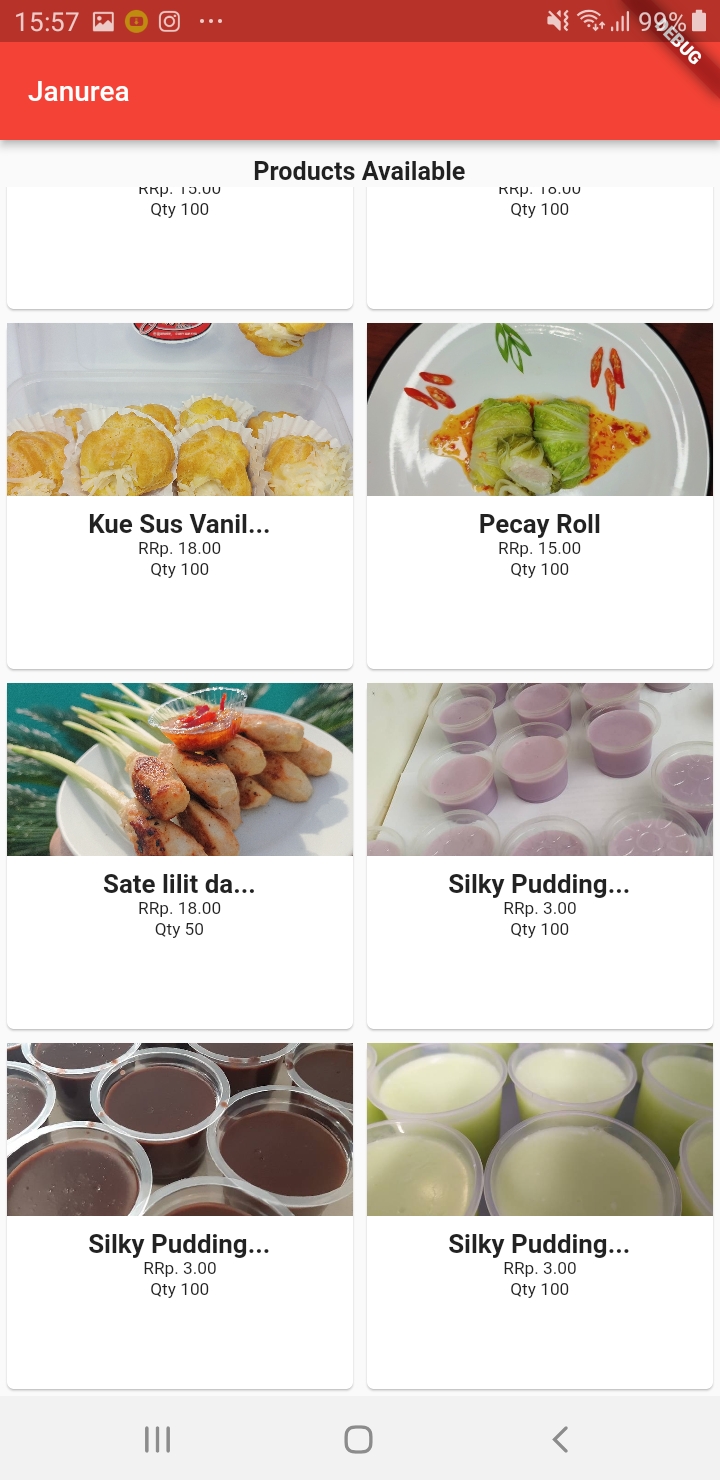 15:57
99%
DEBUG
Janurea
Products Available
RRp. 15.00
Qty 100
RRp. 18.00
Qty 100
Kue Sus Vanil...
RRp. 18.00
Qty 100
Pecay Roll
RRp. 15.00
Qty 100
Sate lilit da...
RRp. 18.00
Qty 50
Silky Pudding...
RRp. 3.00
Qty 100
Silky Pudding...
RRp. 3.00
Qty 100
Silky Pudding...
RRp. 3.00
Qty 100